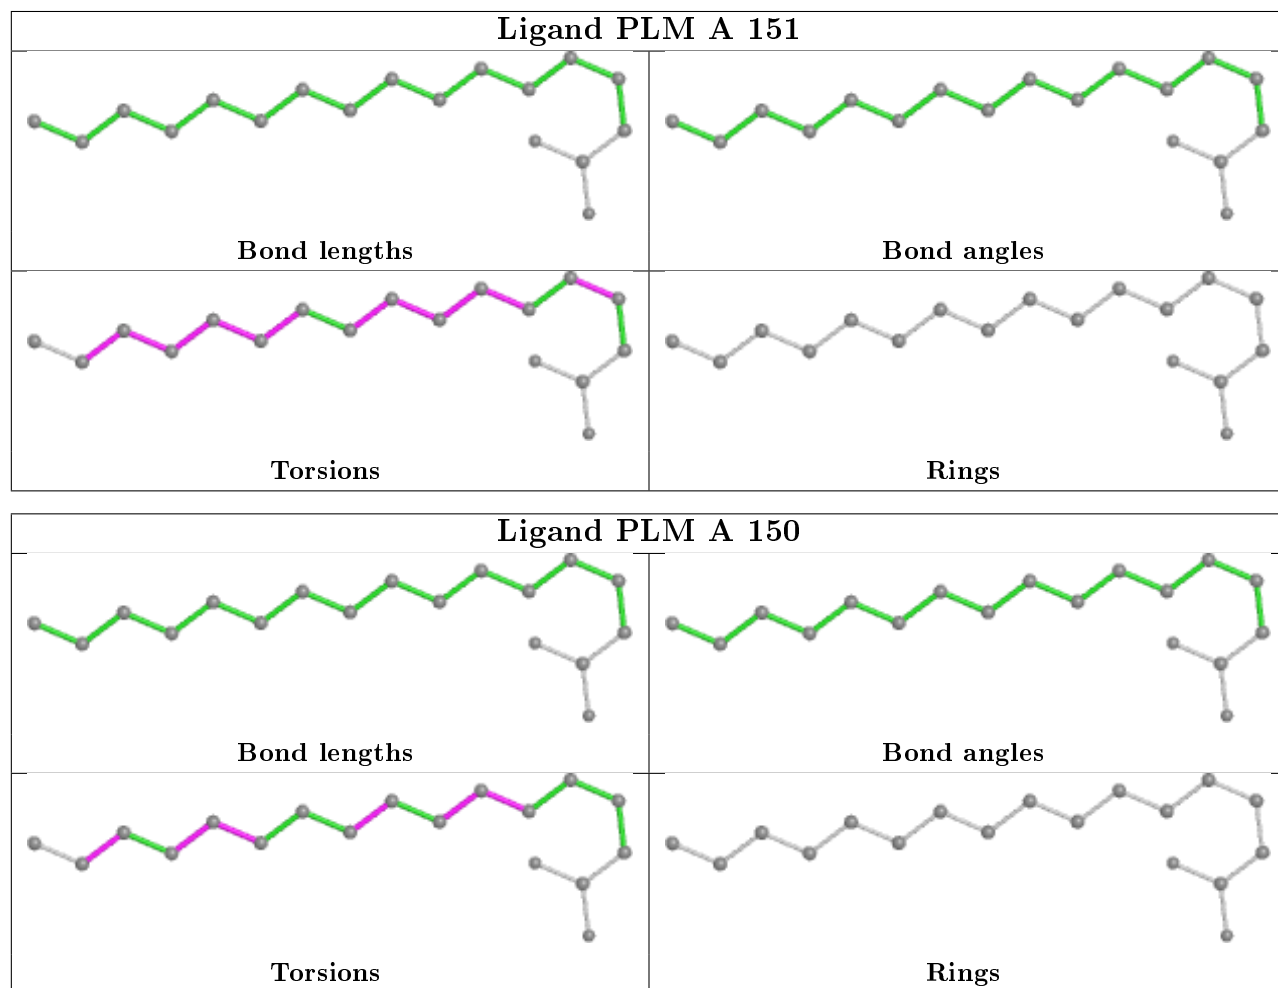 Ligand PLM A 151
Bond lengths
Bond angles
Torsions
Rings
Ligand PLM A 150
Bond lengths
Bond angles
Torsions
Rings